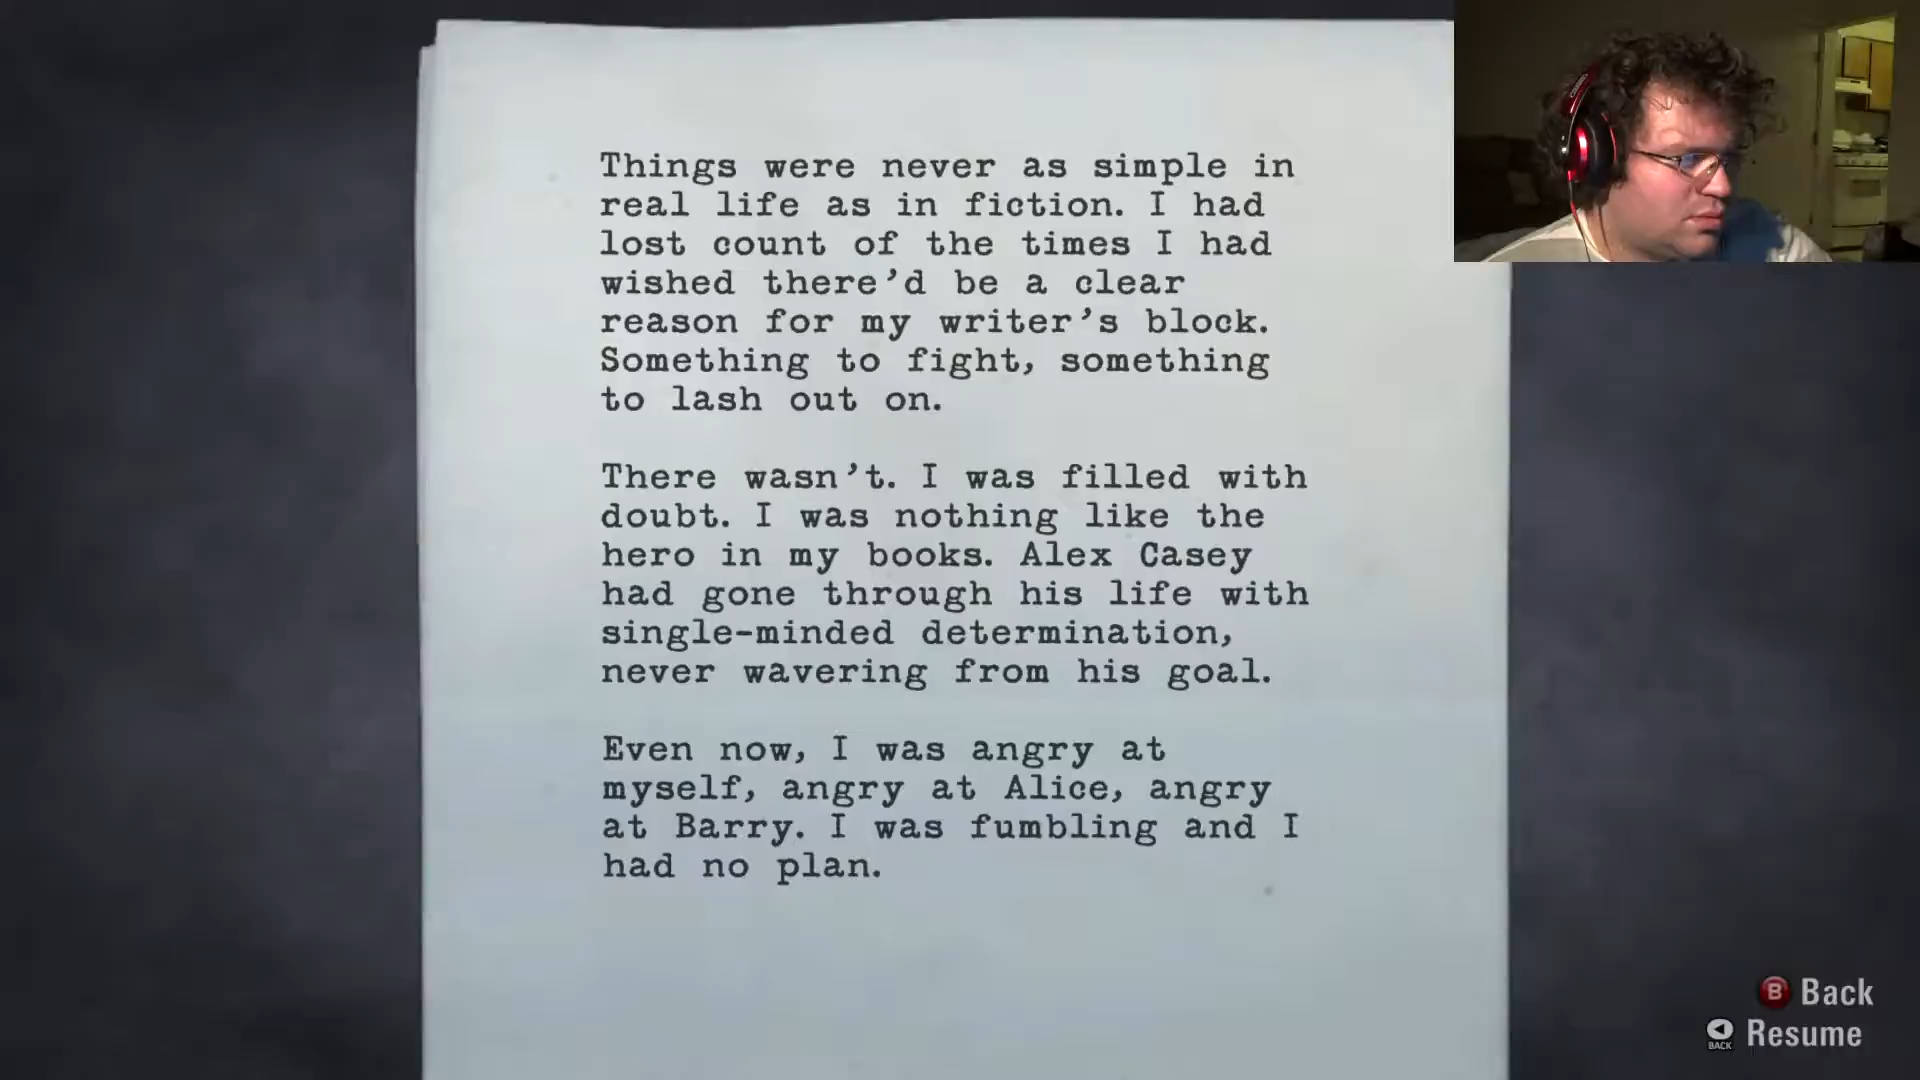 Things were never as simple in
real life as in fiction. I had
lost count of the times I had
wished there'd be a clear
reason for my writer's block.
Something to fight, something
to lash out on.
There wasn't. I was filled with
doubt. I was nothing like the
hero in my books. Alex Casey
had gone through his life with
single-minded determination,
never wavering from his goal.
Even now, I was angry at
myself, angry at Alice, angry
at Barry. I was fumbling and I
had no plan.
B Back
BACK Resume